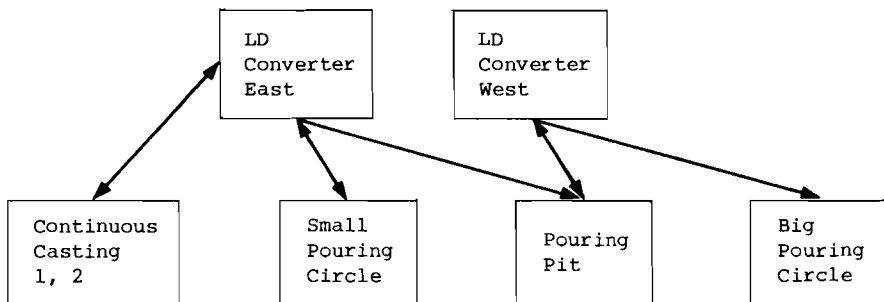 LD
Converter
East
LD
Converter
West
Continuous
Casting
1, 2
Small
Pouring
Circle
Pouring
Pit
Big
Pouring
Circle